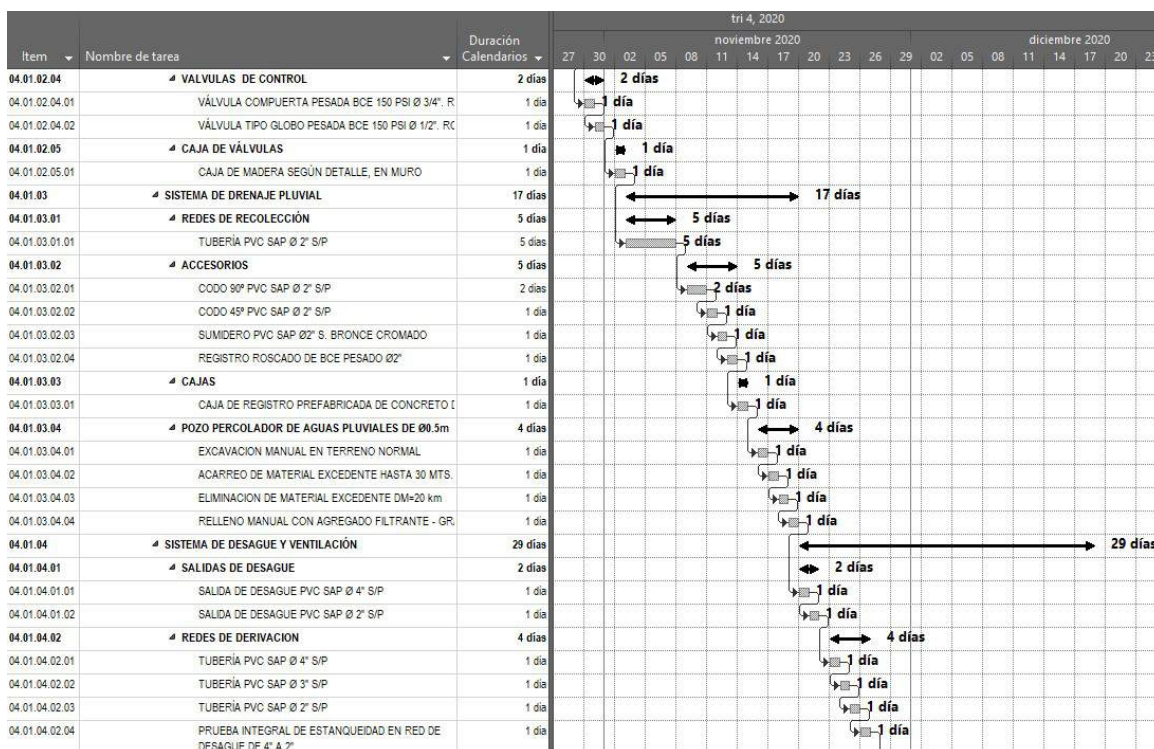 tri 4, 2020
noviembre 2020 diciembre 2020
Item Nombre de tarea Duración Calendarios 27 30 02 05 08 11 14 17 20 23 26 29 02 05 08 11 14 17 20 23
04.01.02.04 VALVULAS DE CONTROL 2 días 2 días
04.01.02.04.01 VÁLVULA COMPUERTA PESADA BCE 150 PSI Ø 3/4". R 1 día 1 día
04.01.02.04.02 VÁLVULA TIPO GLOBO PESADA BCE 150 PSI Ø 1/2". RO 1 día 1 día
04.01.02.05 CAJA DE VÁLVULAS 1 día 1 día
04.01.02.05.01 CAJA DE MADERA SEGÚN DETALLE, EN MURO 1 día 1 día
04.01.03 SISTEMA DE DRENAJE PLUVIAL 17 días 17 días
04.01.03.01 REDES DE RECOLECCIÓN 5 días 5 días
04.01.03.01.01 TUBERÍA PVC SAP Ø 2" S/P 5 días 5 días
04.01.03.02 ACCESORIOS 5 días 5 días
04.01.03.02.01 CODO 90º PVC SAP Ø 2" S/P 2 días 2 días
04.01.03.02.02 CODO 45º PVC SAP Ø 2" S/P 1 día 1 día
04.01.03.02.03 SUMIDERO PVC SAP Ø2" S. BRONCE CROMADO 1 día 1 día
04.01.03.02.04 REGISTRO ROSCADO DE BCE PESADO Ø2" 1 día 1 día
04.01.03.03 CAJAS 1 día 1 día
04.01.03.03.01 CAJA DE REGISTRO PREFABRICADA DE CONCRETO 1 día 1 día
04.01.03.04 POZO PERCOLADOR DE AGUAS PLUVIALES DE Ø0.5m 4 días 4 días
04.01.03.04.01 EXCAVACION MANUAL EN TERRENO NORMAL 1 día 1 día
04.01.03.04.02 ACARREO DE MATERIAL EXCEDENTE HASTA 30 MTS. 1 día 1 día
04.01.03.04.03 ELIMINACION DE MATERIAL EXCEDENTE DM=20 km 1 día 1 día
04.01.03.04.04 RELLENO MANUAL CON AGREGADO FILTRANTE - GR 1 día 1 día
04.01.04 SISTEMA DE DESAGUE Y VENTILACIÓN 29 días 29 días
04.01.04.01 SALIDAS DE DESAGUE 2 días 2 días
04.01.04.01.01 SALIDA DE DESAGUE PVC SAP Ø 4" S/P 1 día 1 día
04.01.04.01.02 SALIDA DE DESAGUE PVC SAP Ø 2" S/P 1 día 1 día
04.01.04.02 REDES DE DERIVACION 4 días 4 días
04.01.04.02.01 TUBERÍA PVC SAP Ø 4" S/P 1 día 1 día
04.01.04.02.02 TUBERÍA PVC SAP Ø 3" S/P 1 día 1 día
04.01.04.02.03 TUBERÍA PVC SAP Ø 2" S/P 1 día 1 día
04.01.04.02.04 PRUEBA INTEGRAL DE ESTANQUEIDAD EN RED DE 1 día 1 día
DESAGUE DE 4" A 2"